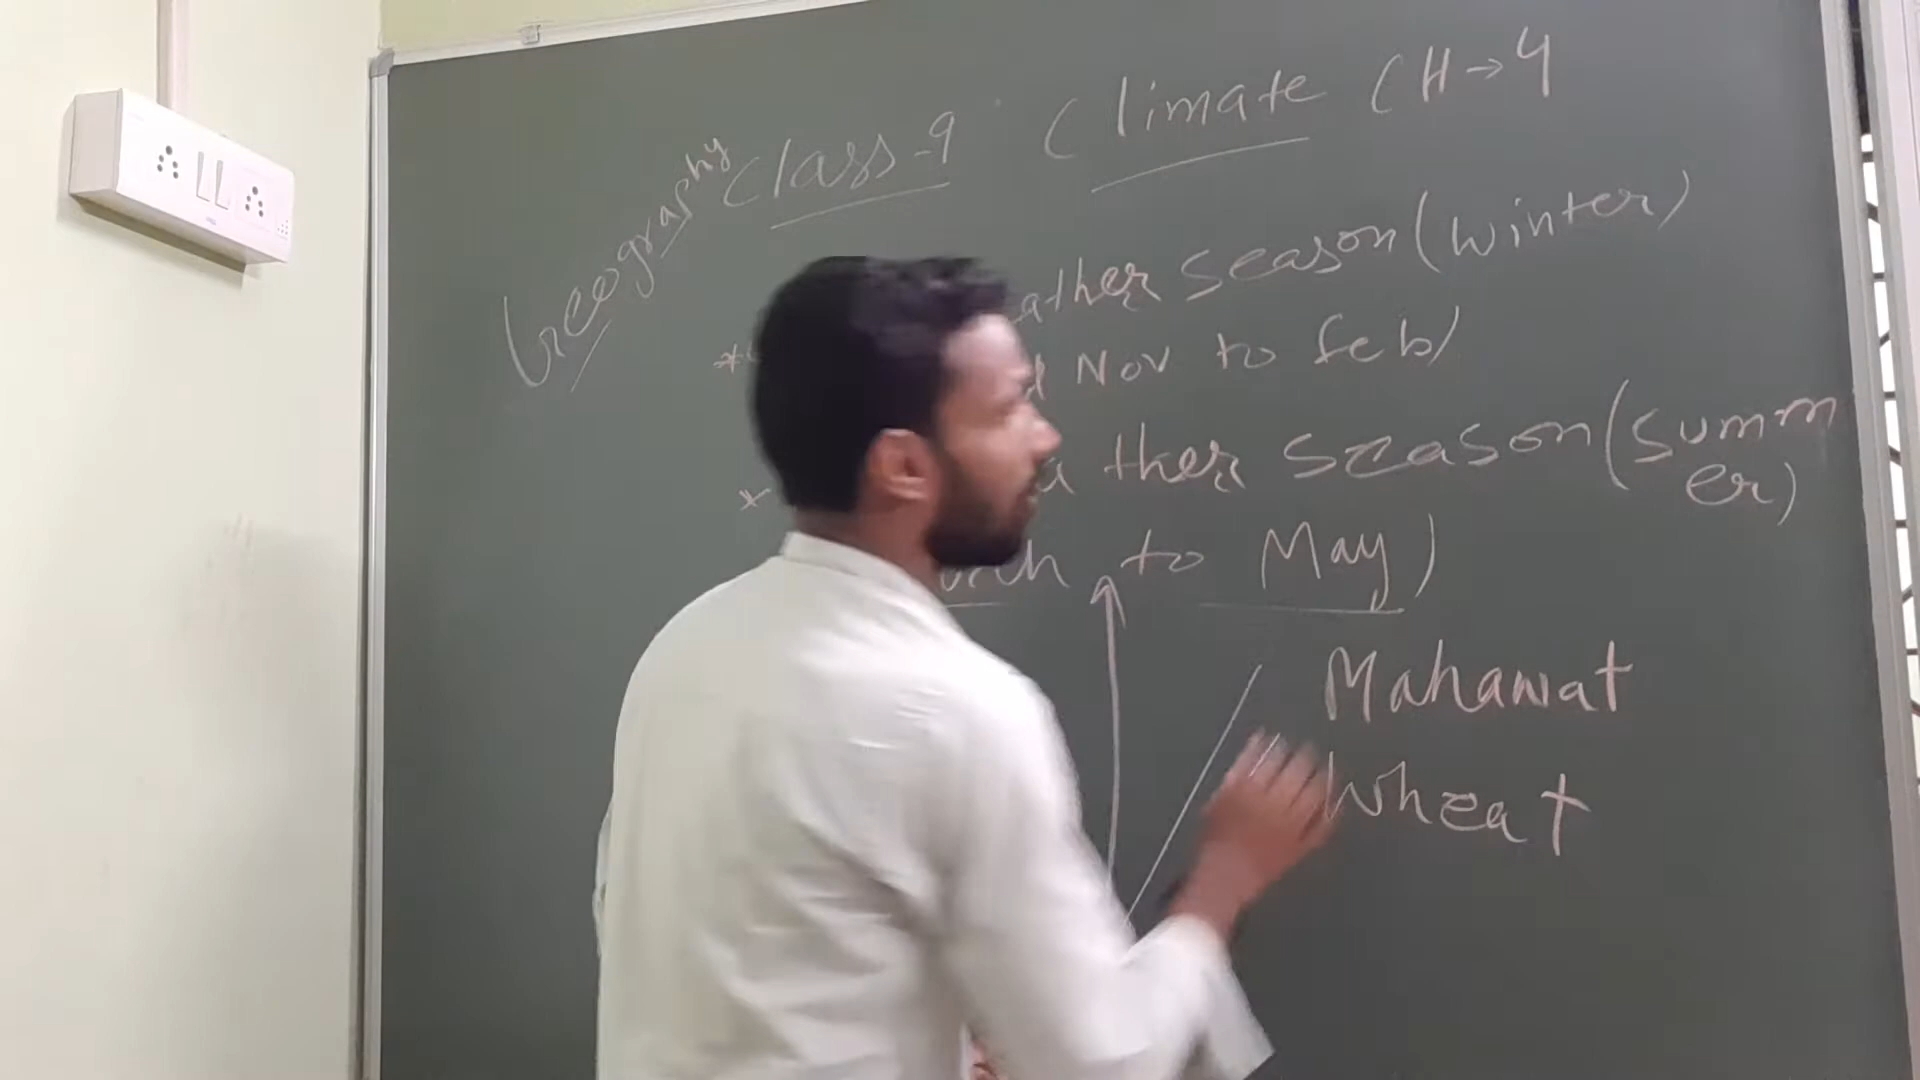 Geography Class-9 Climate CH→4
ather season (winter)
Nov to feb
ther season (summ
er)
to May)
Mahawat
Wheat